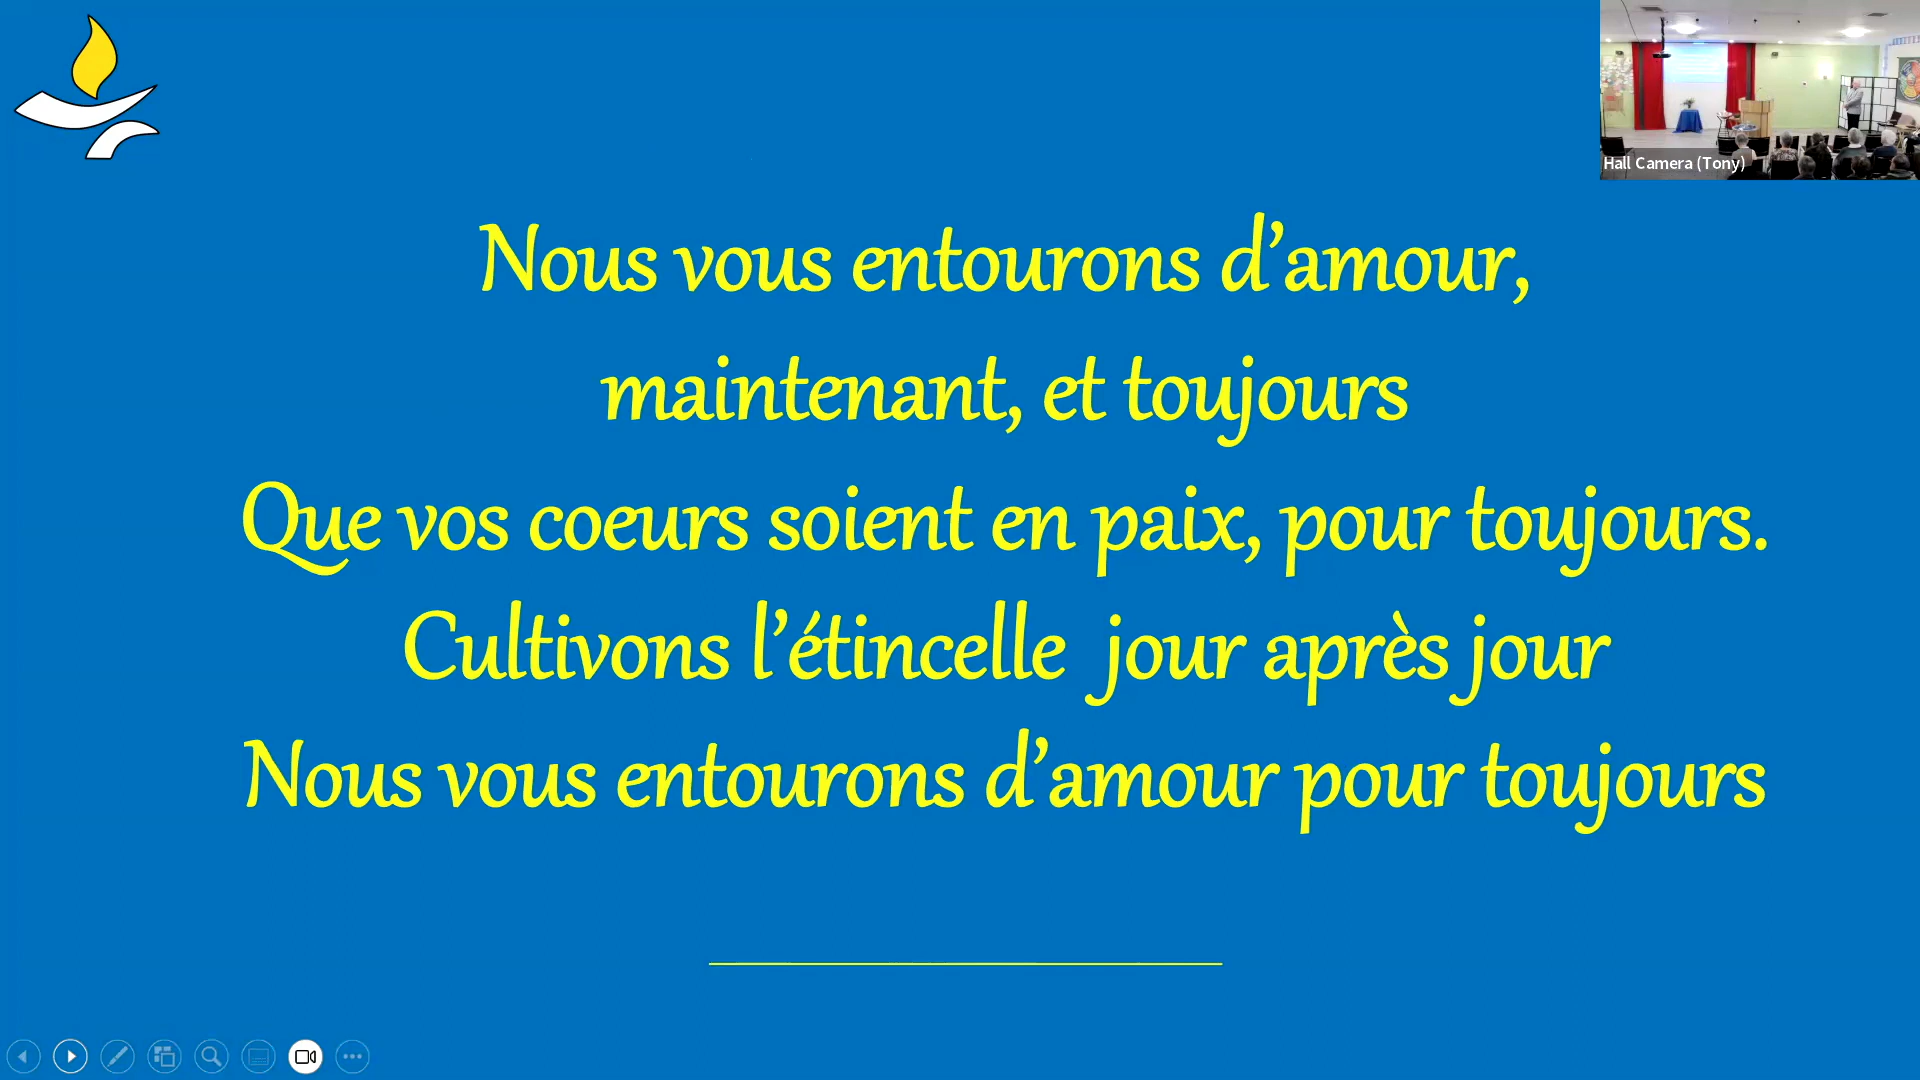 Hall Camera (Tony)
Nous vous entourons d’amour,
maintenant, et toujours
Que vos coeurs soient en paix, pour toujours.
Cultivons l’étincelle jour après jour
Nous vous entourons d’amour pour toujours